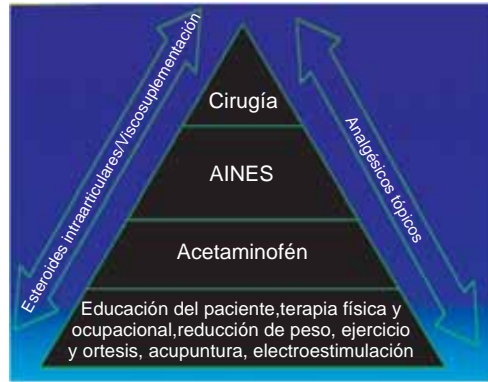 Esteroides intraarticulares/Viscosuplementación
Analgésicos tópicos
Cirugía
AINES
Acetaminofén
Educación del paciente,terapia física y
ocupacional,reducción de peso, ejercicio
y ortesis, acupuntura, electroestimulación